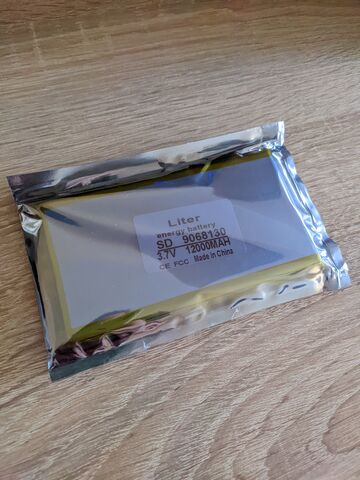 Liter
energy battery
SD 9068130
3.7V 12000MAH
CE FCC Made in China